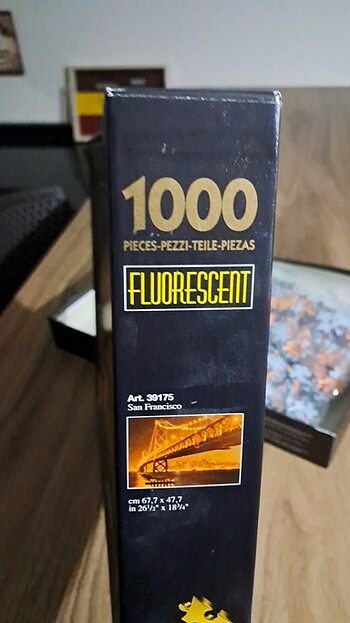 1000
PIECES-PEZZI-TEILE-PIEZAS
FLUORESCENT
Art. 39175
San Francisco
cm 67,7 x 47,7
in 26½" x 18¾"